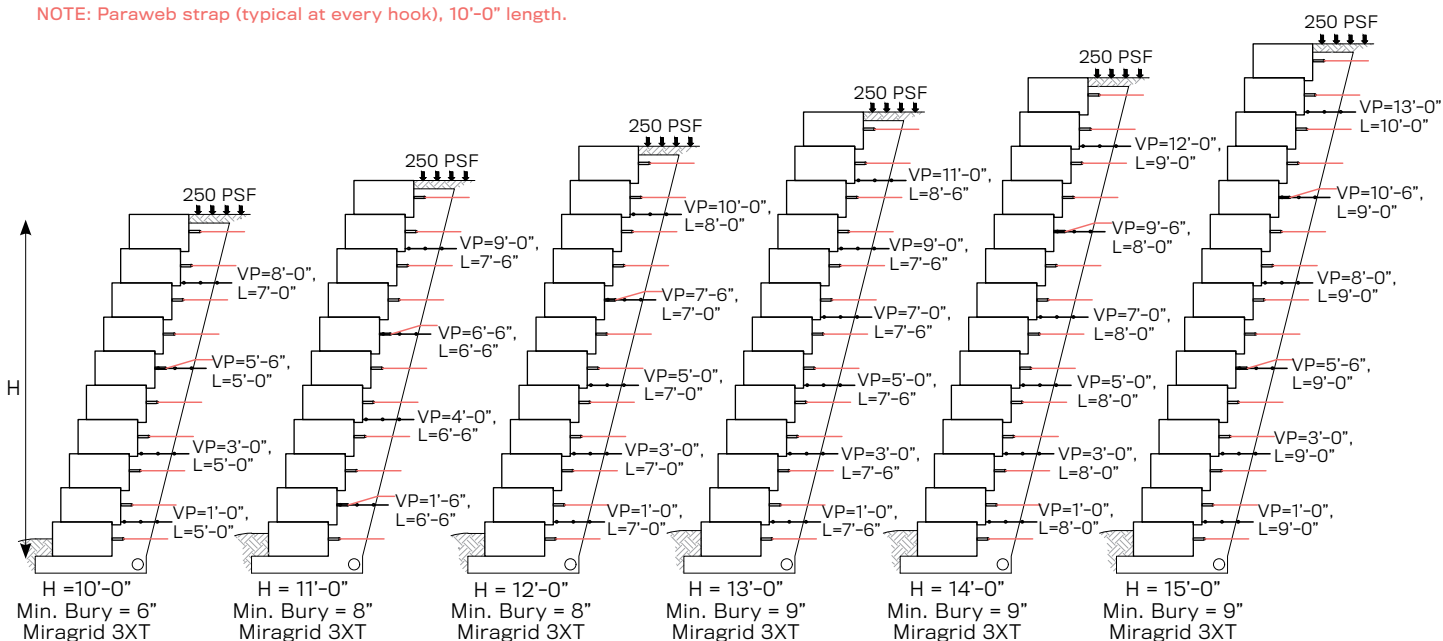 NOTE: Paraweb strap (typical at every hook), 10'-0" length.
H
250 PSF
VP=8'-0",
L=7'-0"
VP=5'-6",
L=5'-0"
VP=3'-0",
L=5'-0"
VP=1'-0",
L=5'-0"
H =10'-0"
Min. Bury = 6"
Miragrid 3XT
250 PSF
VP=9'-0",
L=7'-6"
VP=6'-6",
L=6'-6"
VP=4'-0",
L=6'-6"
VP=1'-6",
L=6'-6"
H = 11'-0"
Min. Bury = 8"
Miragrid 3XT
250 PSF
VP=10'-0",
L=8'-0"
VP=7'-6",
L=7'-0"
VP=5'-0",
L=7'-0"
VP=3'-0",
L=7'-0"
VP=1'-0",
L=7'-0"
H = 12'-0"
Min. Bury = 8"
Miragrid 3XT
250 PSF
VP=11'-0",
L=8'-6"
VP=9'-0",
L=7'-6"
VP=7'-0",
L=7'-6"
VP=5'-0",
L=7'-6"
VP=3'-0",
L=7'-6"
VP=1'-0",
L=7'-6"
H = 13'-0"
Min. Bury = 9"
Miragrid 3XT
250 PSF
VP=12'-0",
L=9'-0"
VP=9'-6",
L=8'-0"
VP=7'-0",
L=8'-0"
VP=5'-0",
L=8'-0"
VP=3'-0",
L=8'-0"
VP=1'-0",
L=8'-0"
H = 14'-0"
Min. Bury = 9"
Miragrid 3XT
250 PSF
VP=13'-0"
L=10'-0"
VP=10'-6",
L=9'-0"
VP=8'-0",
L=9'-0"
VP=5'-6",
L=9'-0"
VP=3'-0",
L=9'-0"
VP=1'-0",
L=9'-0"
H = 15'-0"
Min. Bury = 9"
Miragrid 3XT